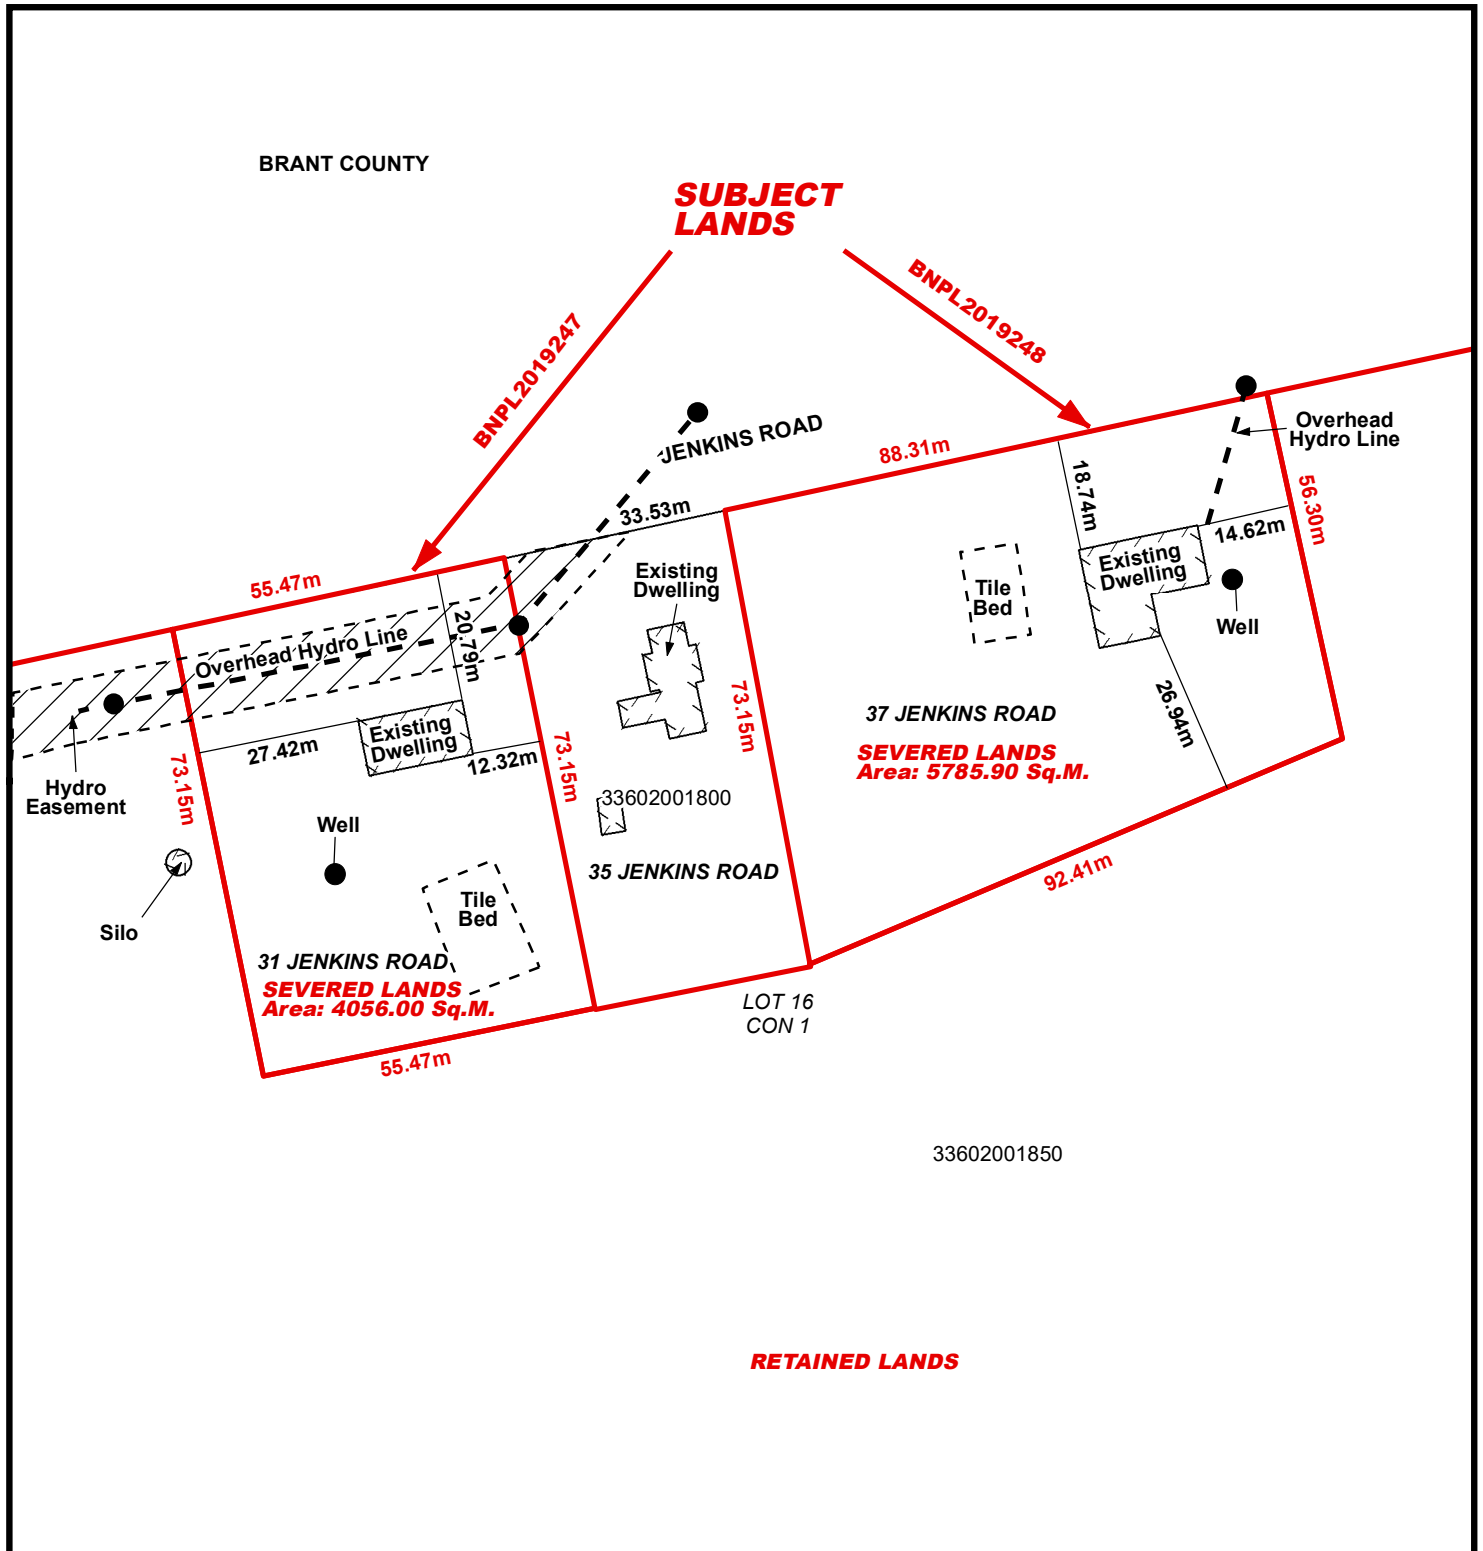 BRANT COUNTY
SUBJECT
LANDS
BNPL2019247
BNPL2019248
JENKINS ROAD
Overhead
Hydro Line
88.31m
18.74m
56.30m
33.53m
14.62m
55.47m
Existing
Dwelling
Existing
Dwelling
Tile
Bed
Well
Overhead Hydro Line
20.79m
73.15m
26.94m
37 JENKINS ROAD
SEVERED LANDS
Area: 5785.90 Sq.M.
Existing
Dwelling
27.42m
12.32m
73.15m
73.15m
Hydro
Easement
33602001800
Well
35 JENKINS ROAD
92.41m
Silo
Tile
Bed
31 JENKINS ROAD
SEVERED LANDS
Area: 4056.00 Sq.M.
LOT 16
CON 1
55.47m
33602001850
RETAINED LANDS